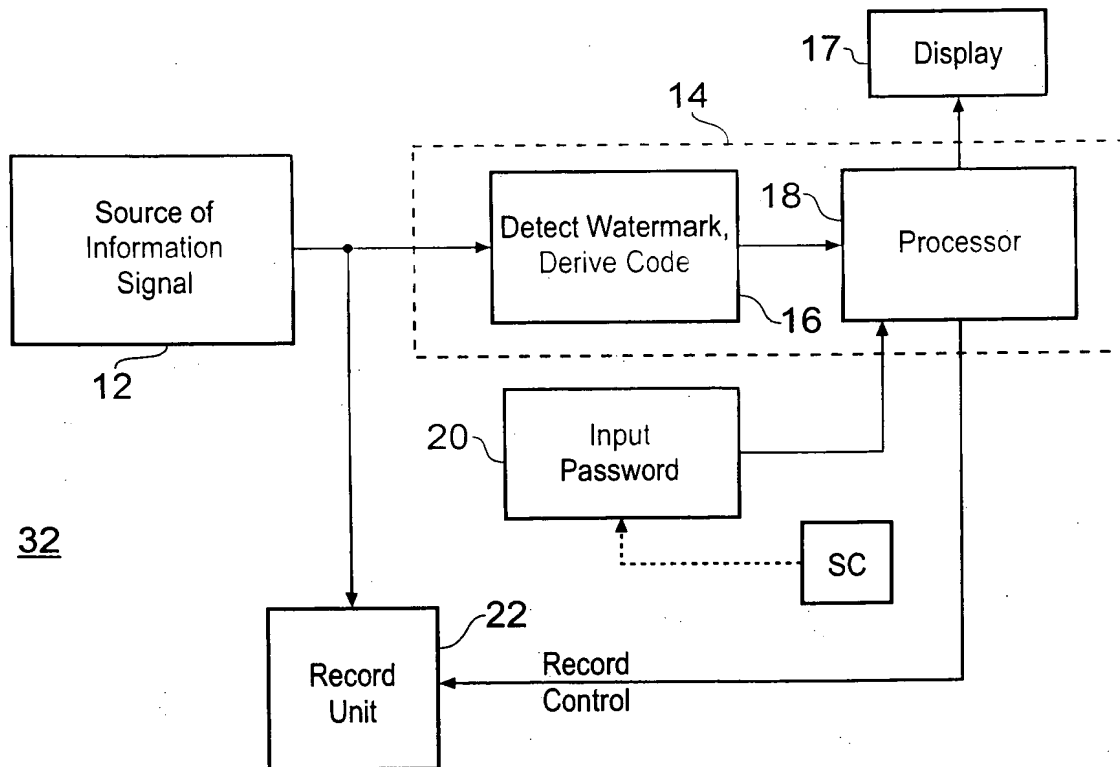 17
Display
14
Source of
Information
Signal
12
Detect Watermark,
Derive Code
16
18
Processor
20
Input
Password
32
SC
22
Record
Unit
Record
Control